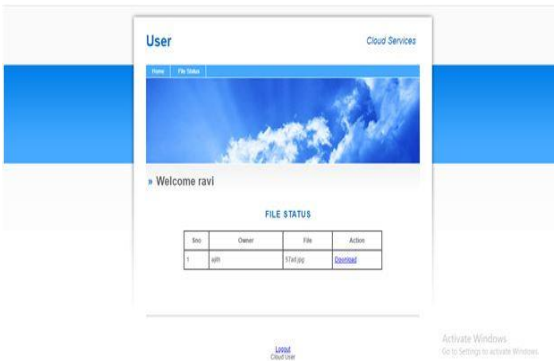 User
Cloud Services
Home File Status
» Welcome ravi
FILE STATUS
Sno Owner File Action
1 ajith 57ad.jpg Download
Logout
Cloud User
Activate Windows
Go to Settings to activate Windows.